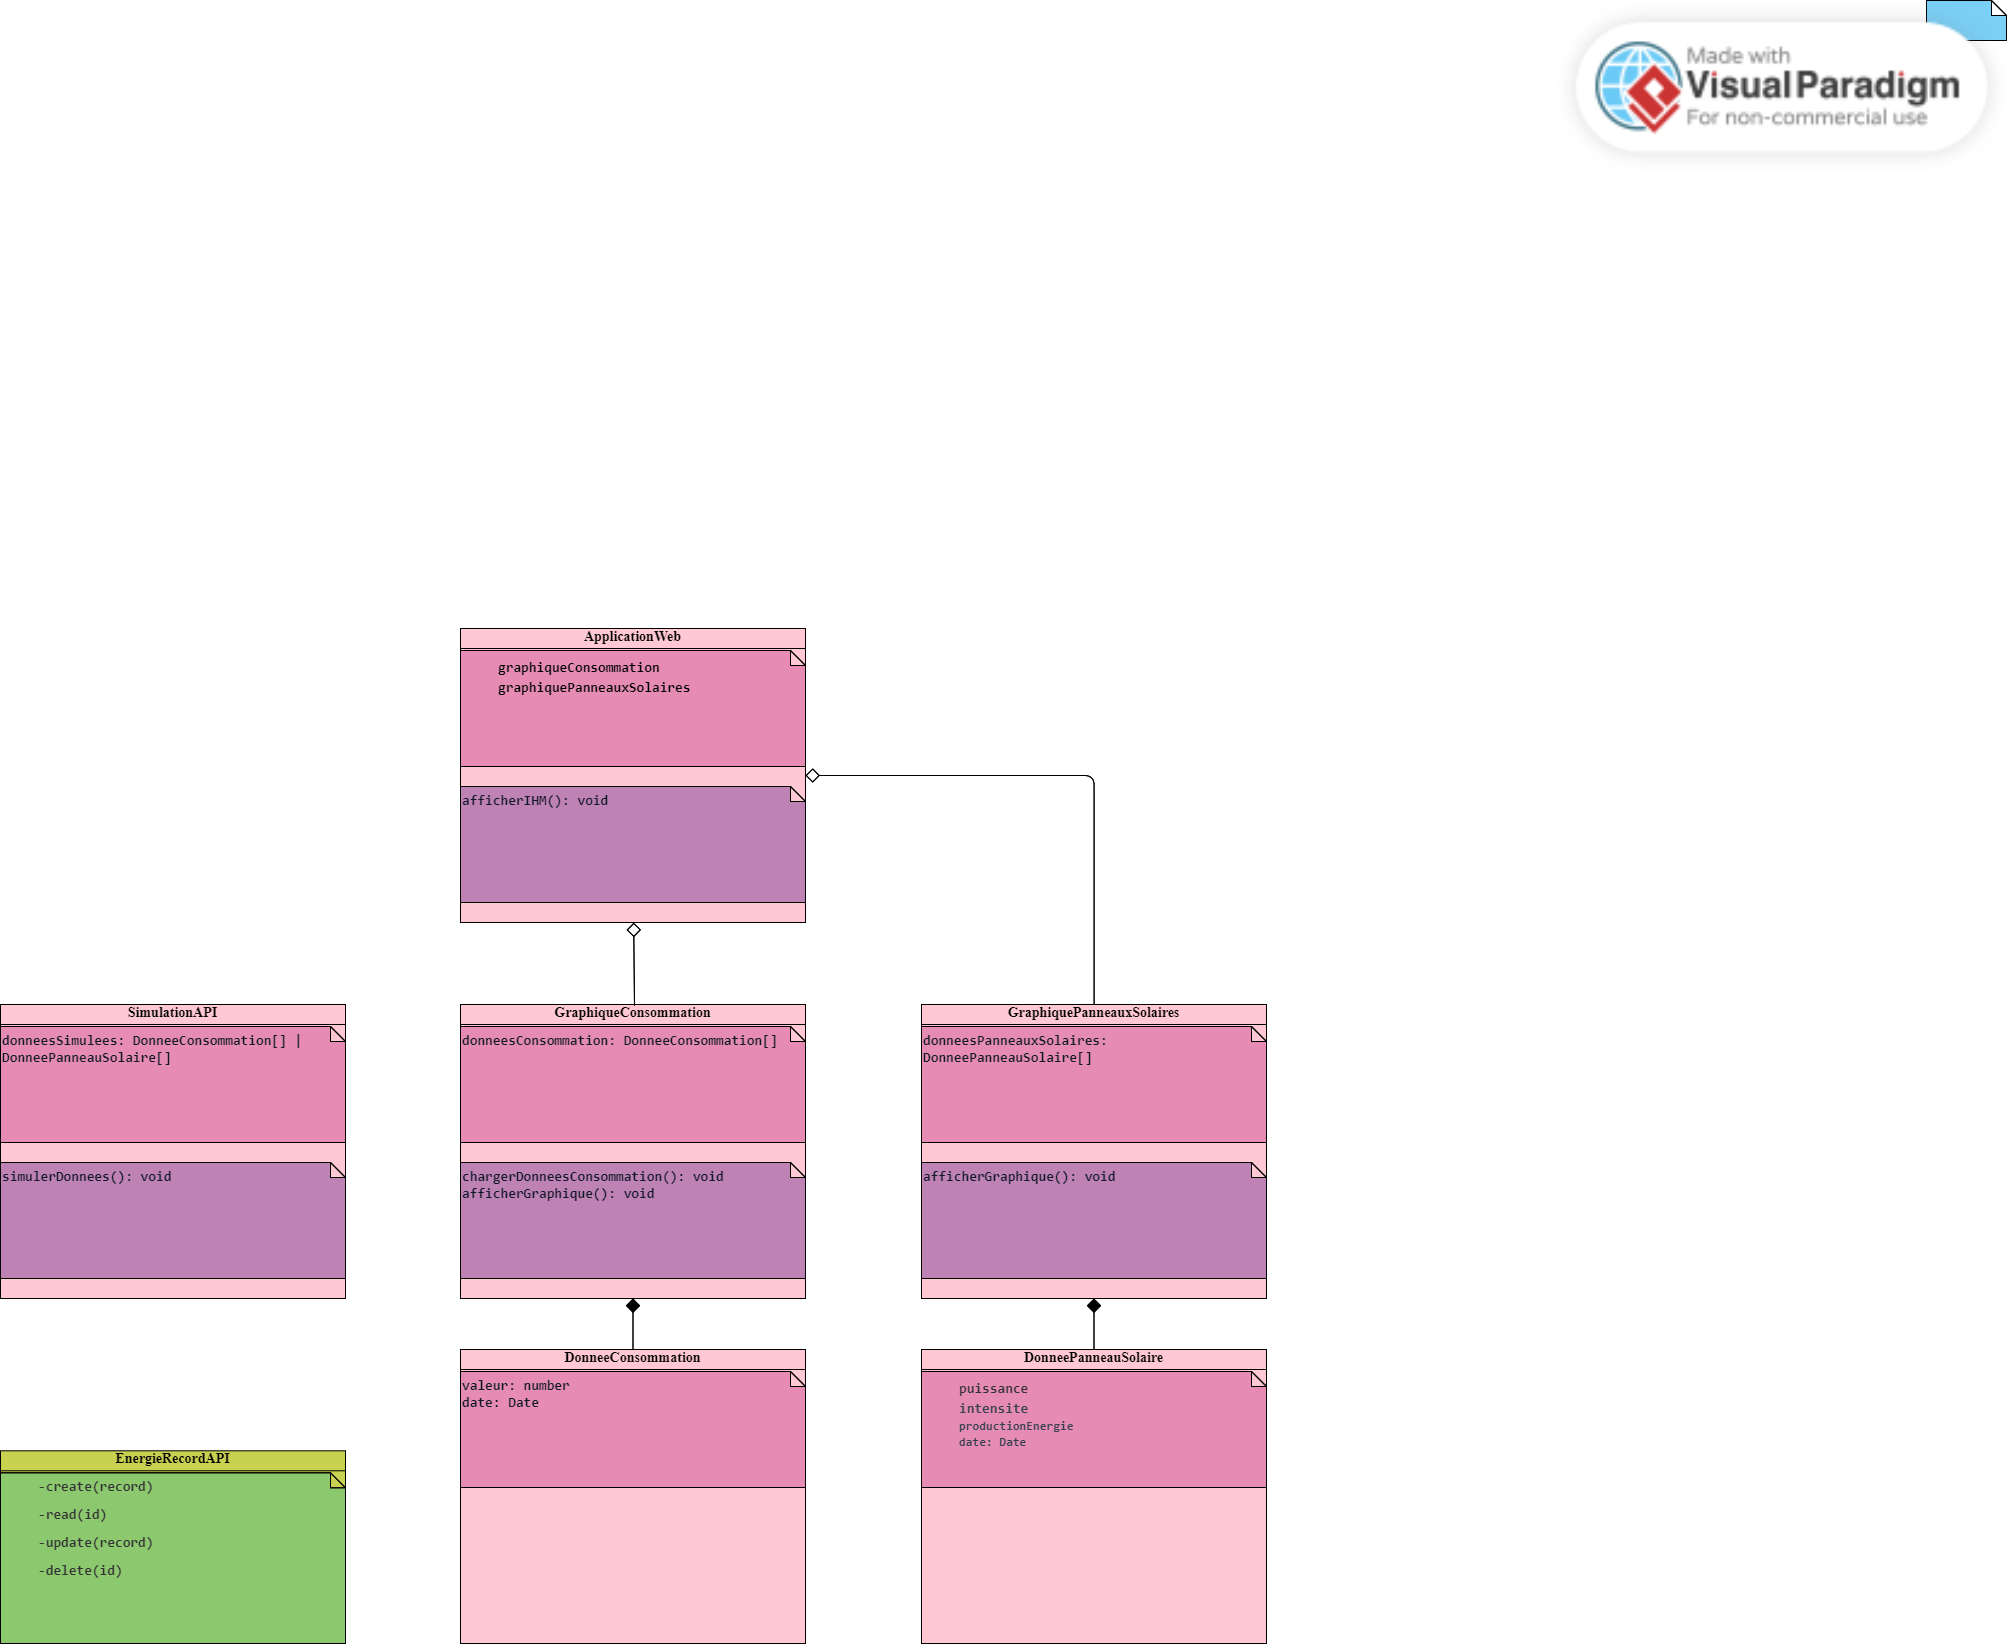 Made with
Visual Paradigm
For non-commercial use
ApplicationWeb
graphiqueConsommation
graphiquePanneauxSolaires
afficherIHM(): void
SimulationAPI
donneesSimulees: DonneeConsommation[] |
DonneePanneauSolaire[]
simulerDonnees(): void
GraphiqueConsommation
donneesConsommation: DonneeConsommation[]
chargerDonneesConsommation(): void
afficherGraphique(): void
GraphiquePanneauxSolaires
donneesPanneauxSolaires:
DonneePanneauSolaire[]
afficherGraphique(): void
DonneeConsommation
valeur: number
date: Date
DonneePanneauSolaire
puissance
intensite
productionEnergie
date: Date
EnergieRecordAPI
-create(record)
-read(id)
-update(record)
-delete(id)